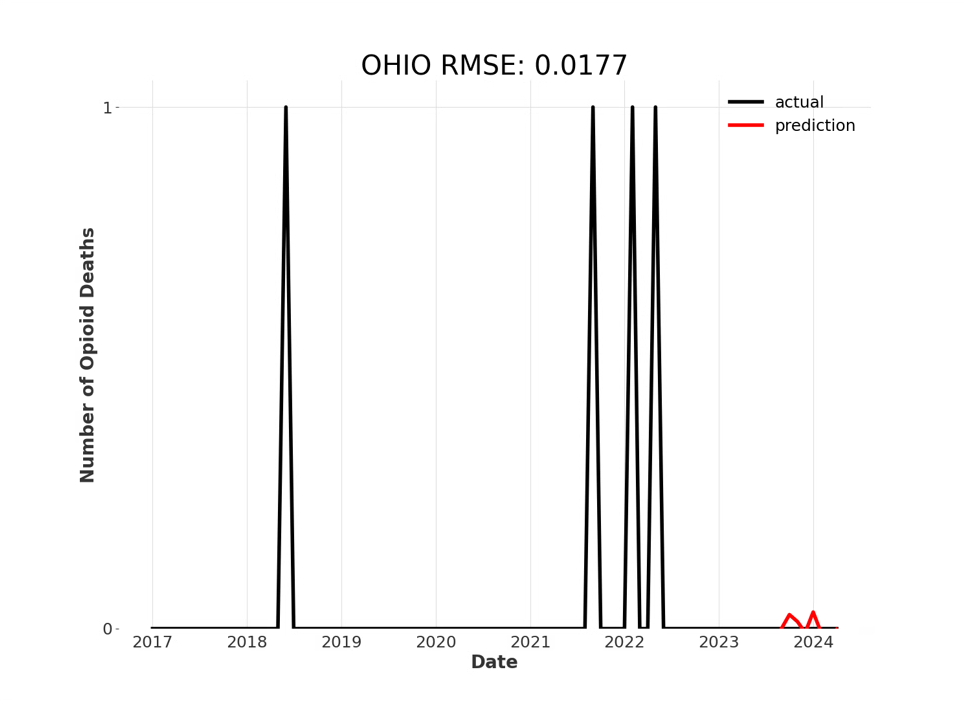 OHIO RMSE: 0.0177
1
actual
prediction
Number of Opioid Deaths
0
2017 2018 2019 2020 2021 2022 2023 2024
Date